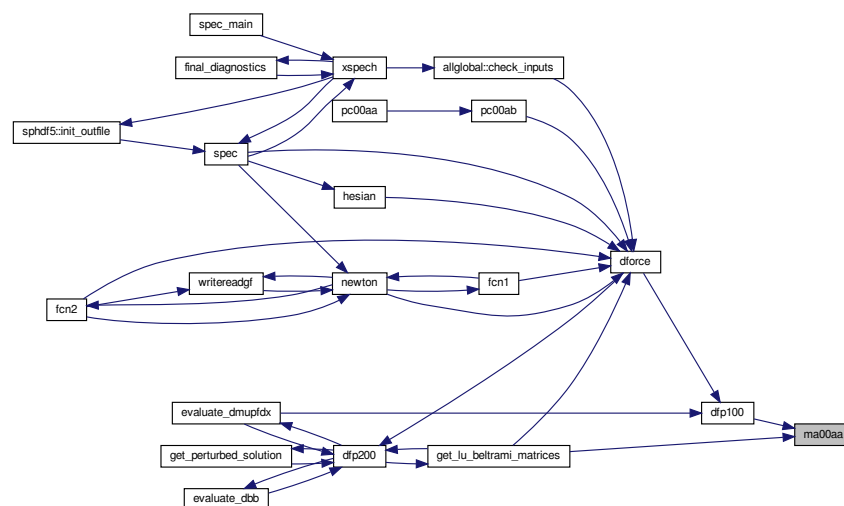 spec_main
final_diagnostics
xspech
allglobal::check_inputs
pc00aa
pc00ab
sphdf5::init_outfile
spec
hesian
dforce
writereadgf
newton
fcn1
fcn2
evaluate_dmupfdx
dfp100
ma00aa
get_perturbed_solution
dfp200
get_lu_beltrami_matrices
evaluate_dbb